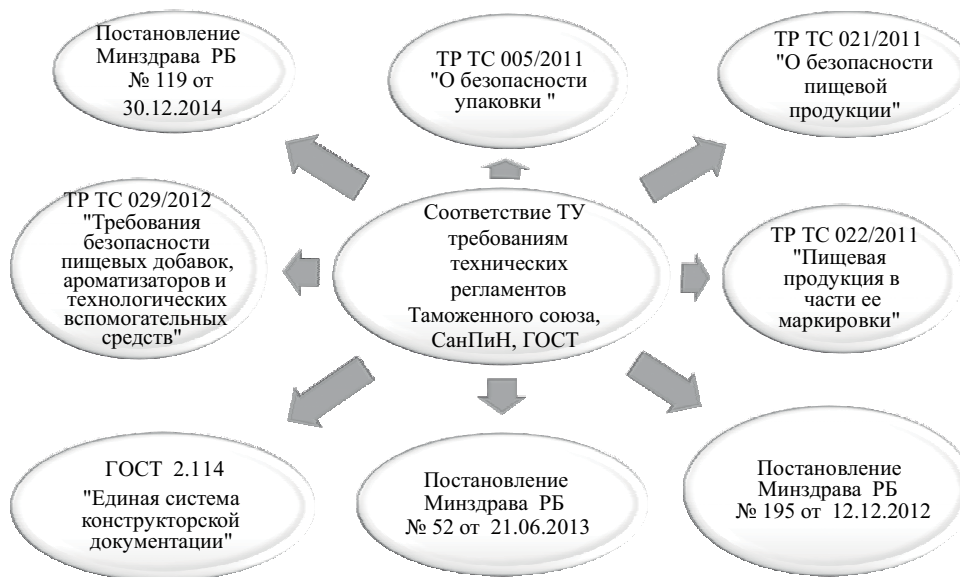 Постановление
Минздрава РБ
№ 119 от
30.12.2014
ТР ТС 005/2011
"О безопасности
упаковки "
ТР ТС 021/2011
"О безопасности
пищевой
продукции"
ТР ТС 029/2012
"Требования
безопасности
пищевых добавок,
ароматизаторов и
технологических
вспомогательных
средств"
Соответствие ТУ
требованиям
технических
регламентов
Таможенного союза,
СанПиН, ГОСТ
ТР ТС 022/2011
"Пищевая
продукция в
части ее
маркировки"
ГОСТ 2.114
"Единая система
конструкторской
документации"
Постановление
Минздрава РБ
№ 52 от 21.06.2013
Постановление
Минздрава РБ
№ 195 от 12.12.2012